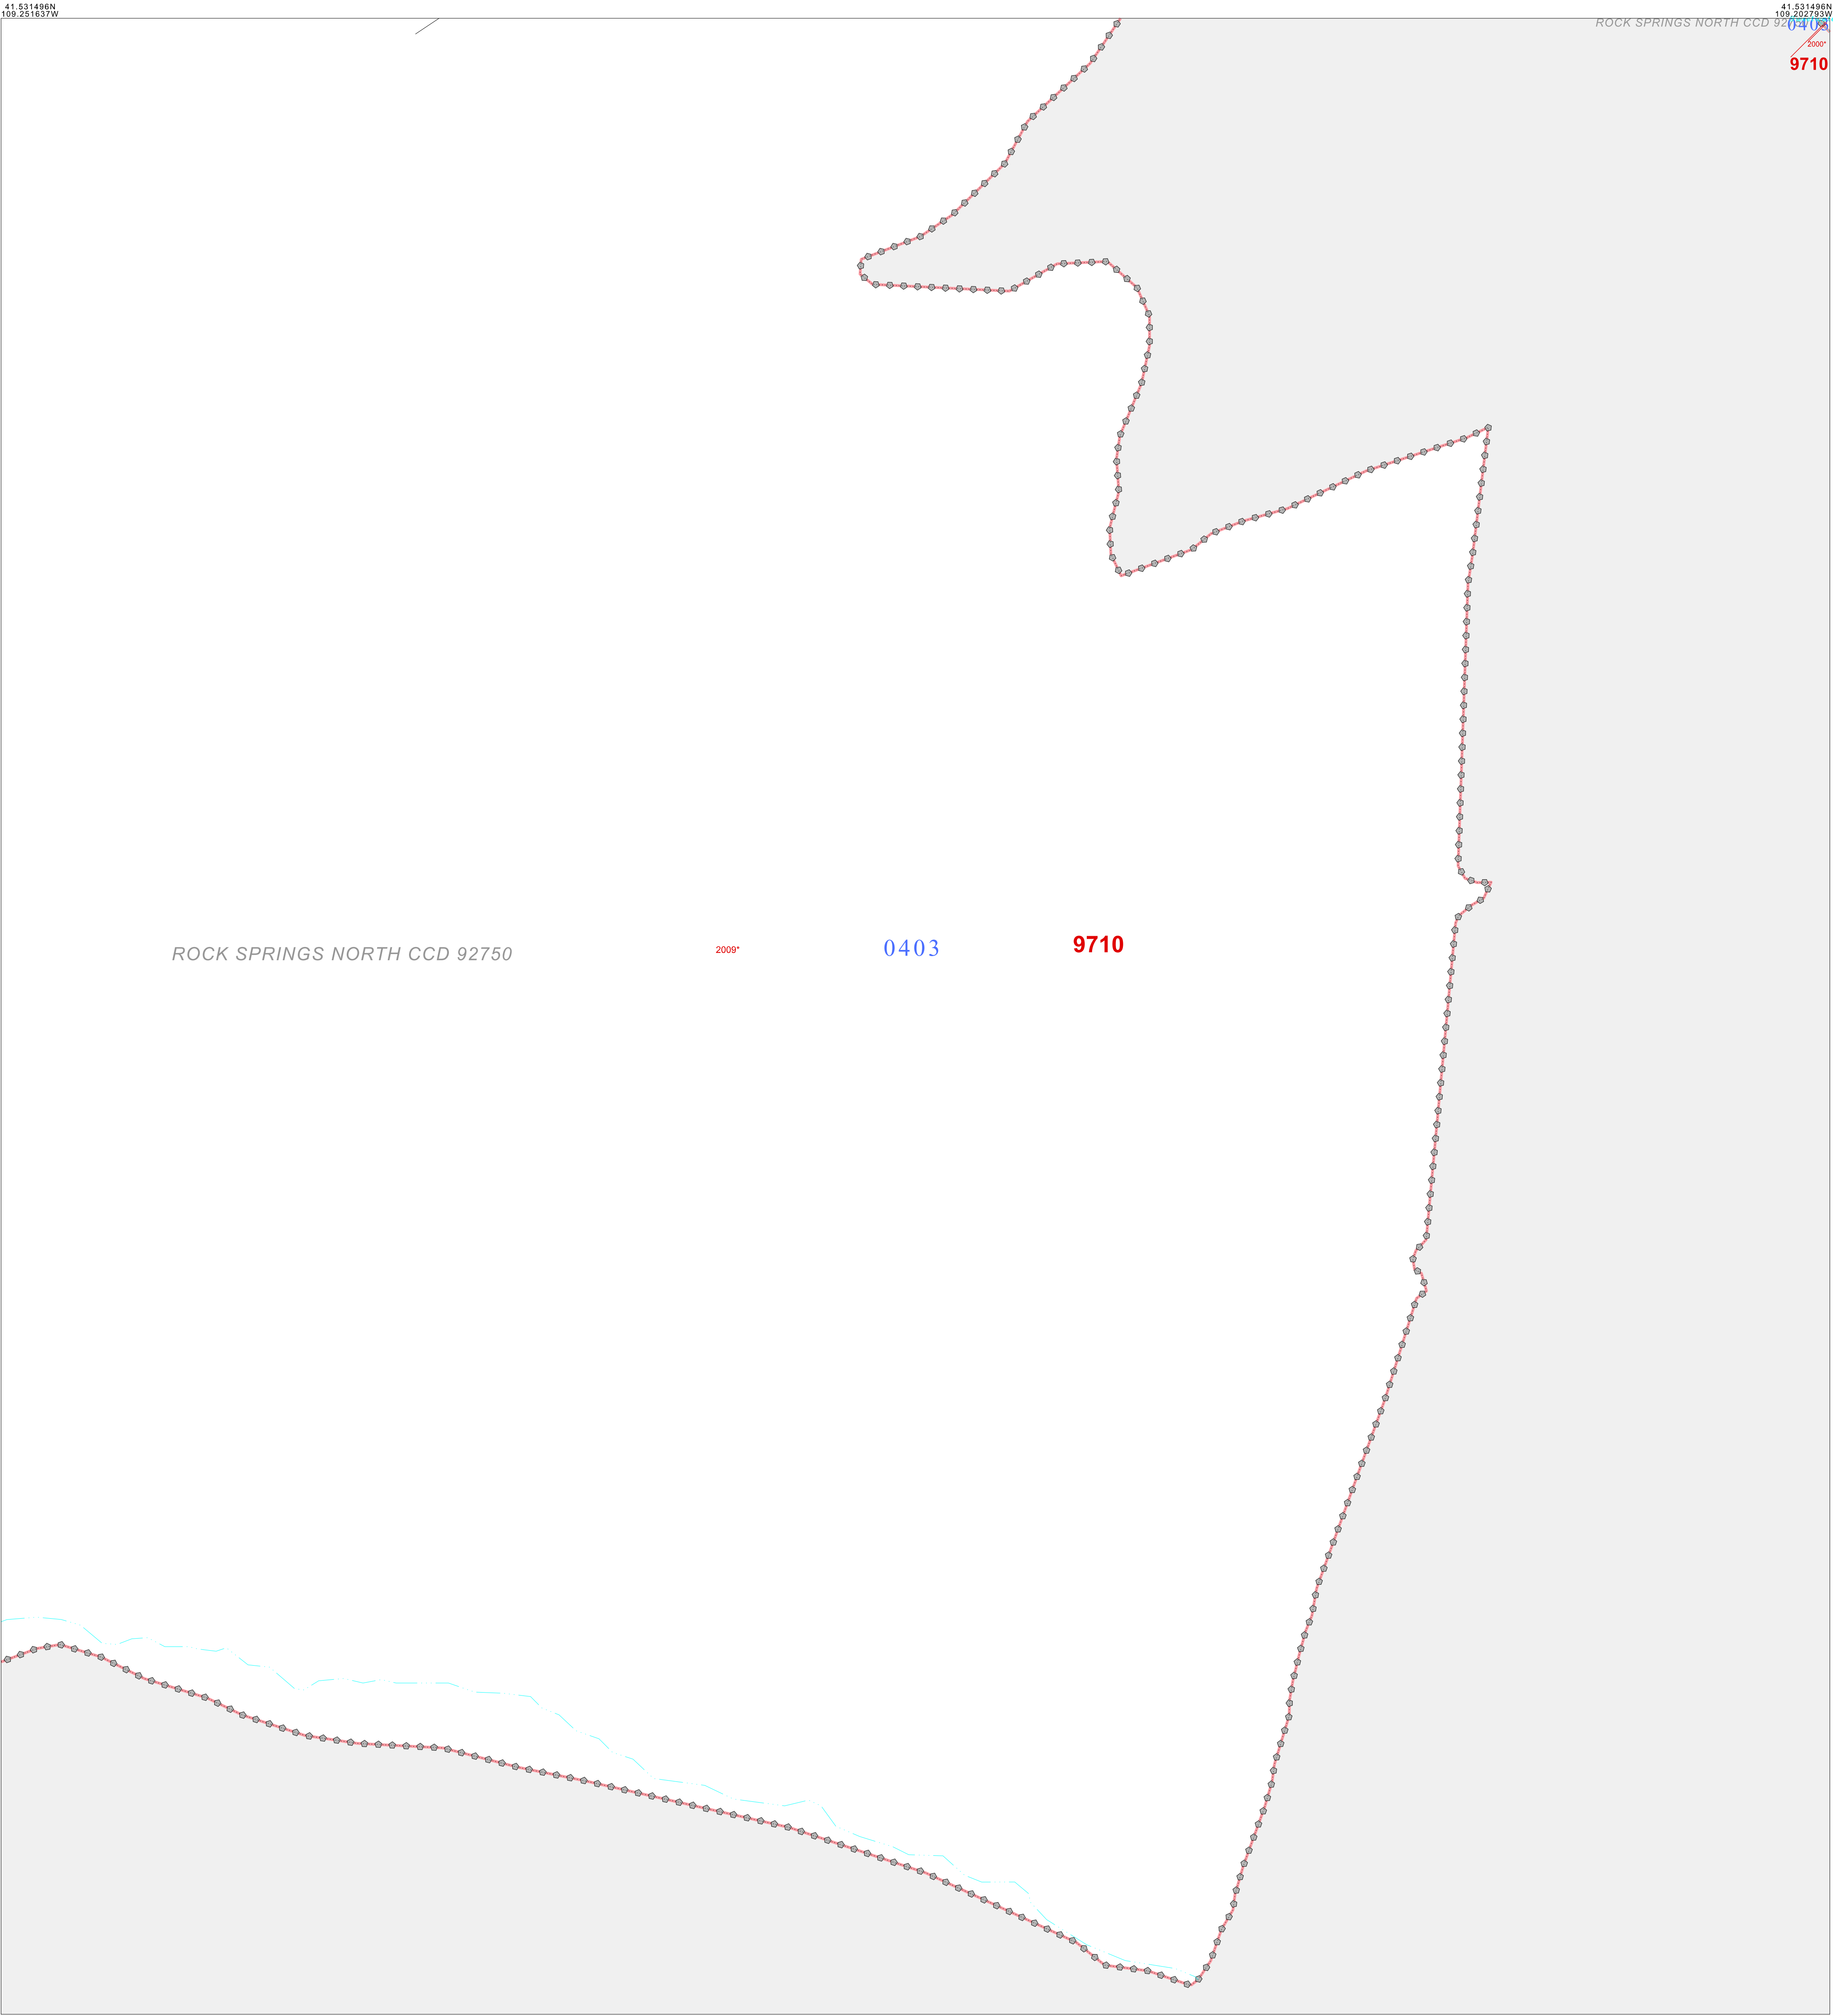 41.531496N
109.251637W
41.531496N
109.202793W
ROCK SPRINGS NORTH CCD
0403
2000*
9710
ROCK SPRINGS NORTH CCD 92750
2009*
0403
9710